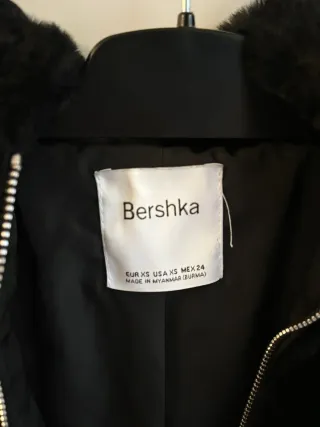 Bershka
EUR XS USA XS MEX 24
MADE IN MYANMAR (BURMA)